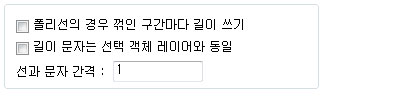 폴리선의 경우 꺾인 구간마다 길이 쓰기
길이 문자는 선택 객체 레이어와 동일
선과 문자 간격 : 1